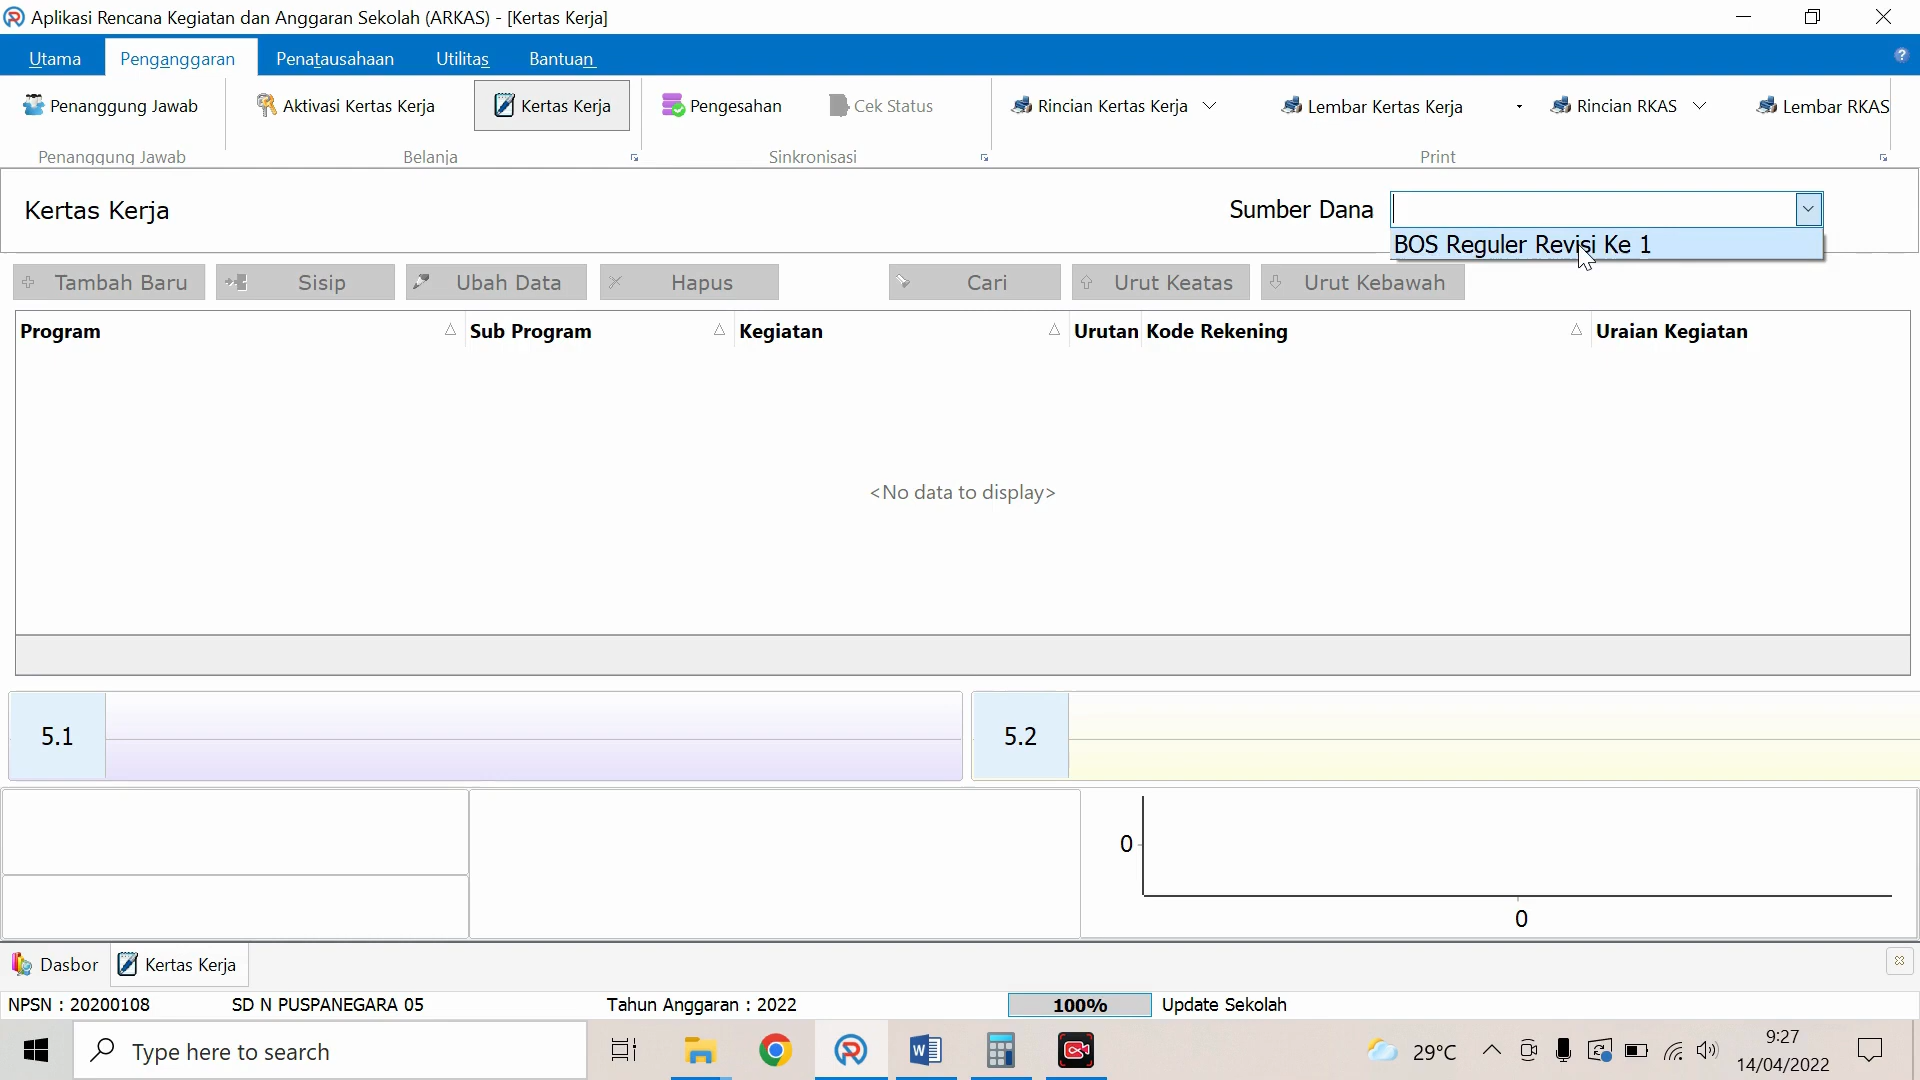 Aplikasi Rencana Kegiatan dan Anggaran Sekolah (ARKAS) - [Kertas Kerja]
Utama Penganggaran Penatausahaan Utilitas Bantuan
Penanggung Jawab Aktivasi Kertas Kerja Kertas Kerja Pengesahan Cek Status Rincian Kertas Kerja Lembar Kertas Kerja Rincian RKAS Lembar RKAS
Penanggung Jawab Belanja Sinkronisasi Print
Kertas Kerja Sumber Dana
BOS Reguler Revisi Ke 1
Tambah Baru Sisip Ubah Data Hapus Cari Urut Keatas Urut Kebawah
Program Sub Program Kegiatan Urutan Kode Rekening Uraian Kegiatan
<No data to display>
5.1 5.2
0
0
Dasbor Kertas Kerja
NPSN : 20200108 SD N PUSPANEGARA 05 Tahun Anggaran : 2022 100% Update Sekolah
Type here to search 29°C 9:27
14/04/2022